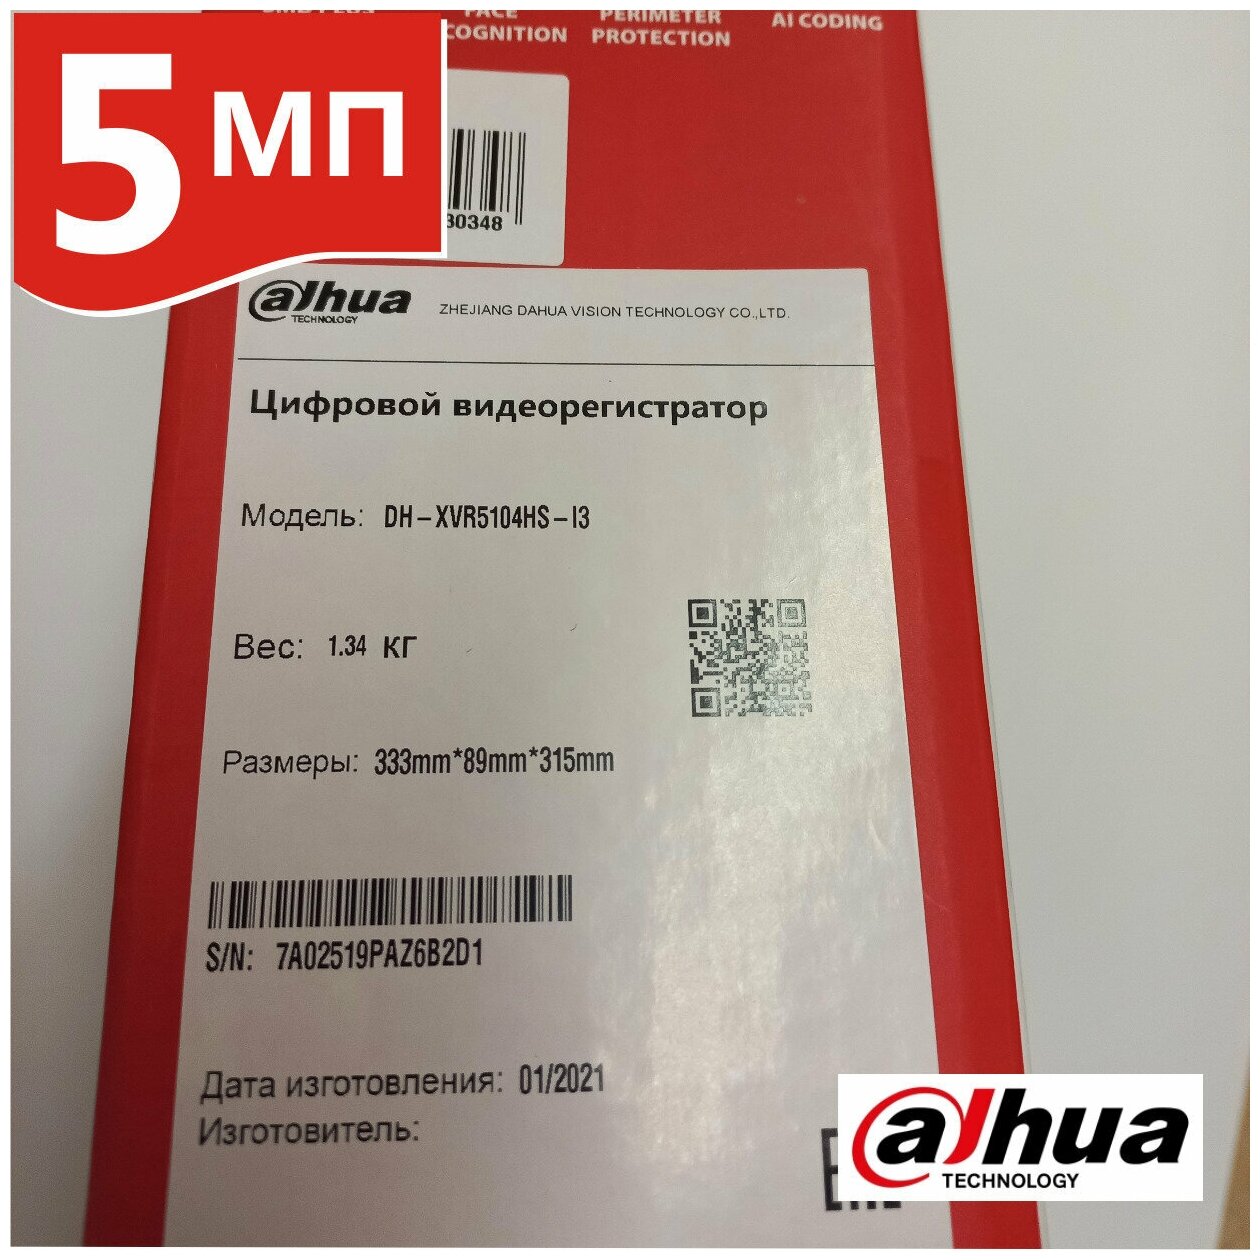 FACE
PERIMETER
PROTECTION
AI CODING
5 МП
30348
alhua
TECHNOLOGY
ZHEJIANG DAHUA VISION TECHNOLOGY CO.,LTD.
Цифровой видеорегистратор
Модель: DH-XVR5104HS-I3
Вес: 1.34 кг
Размеры: 333mm*89mm*315mm
S/N: 7A02519PAZ6B2D1
Дата изготовления: 01/2021
Изготовитель:
alhua
TECHNOLOGY